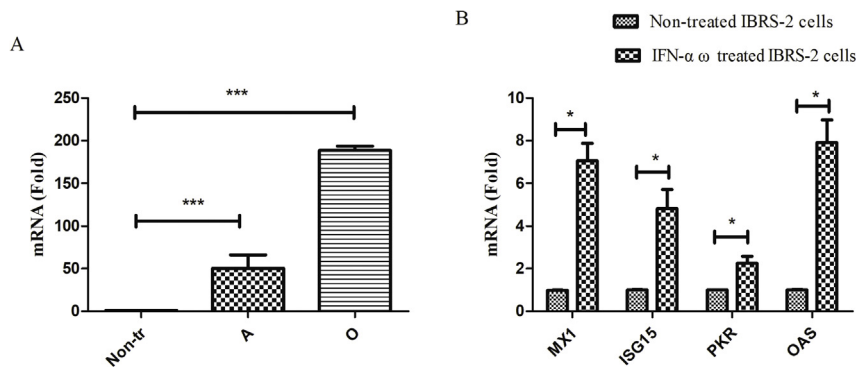 A
mRNA (Fold)
250
200
150
100
50
0
***
***
Non-tr
A
O
B
Non-treated IBRS-2 cells
IFN-α ω treated IBRS-2 cells
mRNA (Fold)
10
8
6
4
2
0
*
*
*
*
MX1
ISG15
PKR
OAS